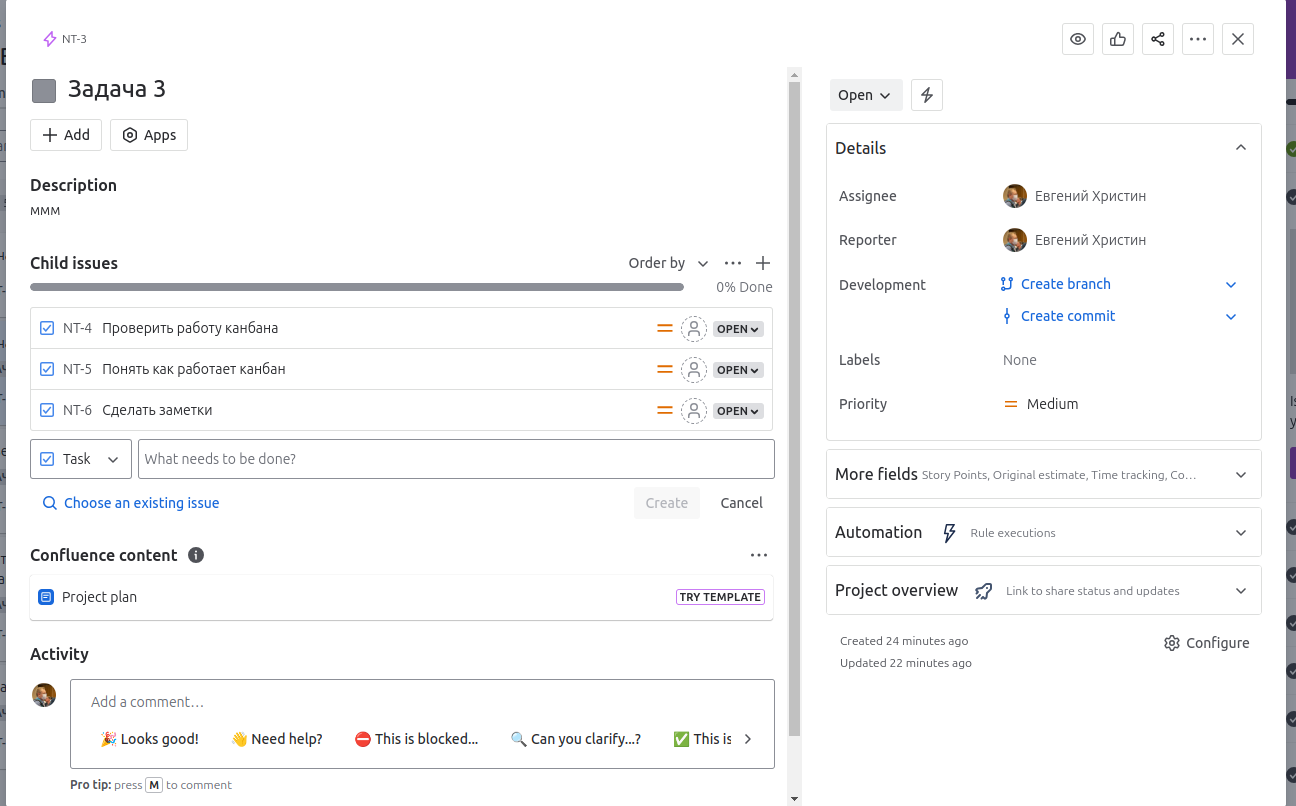 NT-3
Задача 3
Add
Apps
Description
ммм
Child issues
Order by
0% Done
NT-4 Проверить работу канбана OPEN
NT-5 Понять как работает канбан OPEN
NT-6 Сделать заметки OPEN
Task
What needs to be done?
Choose an existing issue
Create
Cancel
Confluence content
Project plan
TRY TEMPLATE
Activity
Add a comment…
🎉 Looks good!
👋 Need help?
⛔ This is blocked...
🔍 Can you clarify...?
✅ This is
Pro tip: press M to comment
Open
Details
Assignee
Евгений Христин
Reporter
Евгений Христин
Development
Create branch
Create commit
Labels
None
Priority
Medium
More fields Story Points, Original estimate, Time tracking, Co…
Automation Rule executions
Project overview Link to share status and updates
Created 24 minutes ago
Updated 22 minutes ago
Configure